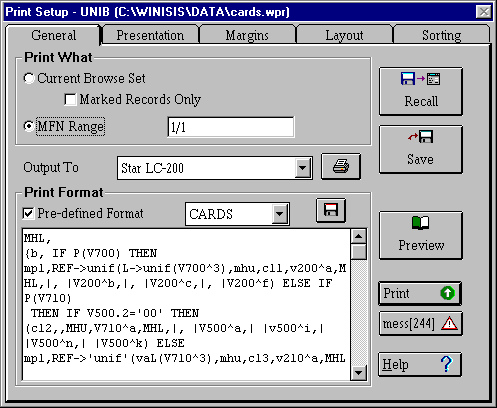 Print Setup - UNIB (C:\WINISIS\DATA\cards.wpr)
General
Presentation
Margins
Layout
Sorting
Print What
Current Browse Set
Marked Records Only
MFN Range
1/1
Recall
Save
Output To
Star LC-200
Print Format
Pre-defined Format
CARDS
MHL,
{b, IF P(V700) THEN
mpl,REF->unif(L->unif(V700^3),mhu,cl1,v200^a,M
HL,|, |V200^b,|, |V200^c,|, |V200^f) ELSE IF
P(V710)
THEN IF V500.2='00' THEN
(cl2,,MHU,V710^a,MHL,|, |V500^a,| |v500^i,|
|V500^n,| |V500^k) ELSE
mpl,REF->'unif'(vaL(V710^3),mhu,cl3,v210^a,MHL
Preview
Print
mess[244]
Help